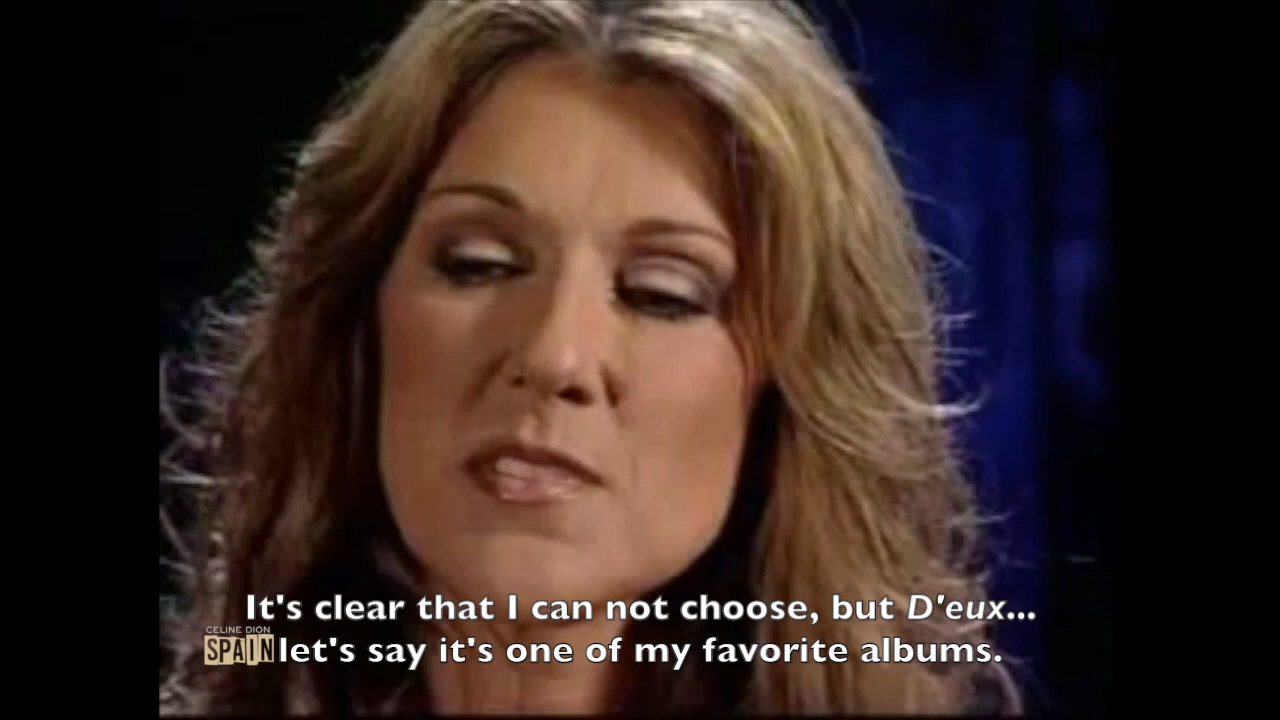 It's clear that I can not choose, but D'eux...
CELINE DION
SPAIN
let's say it's one of my favorite albums.